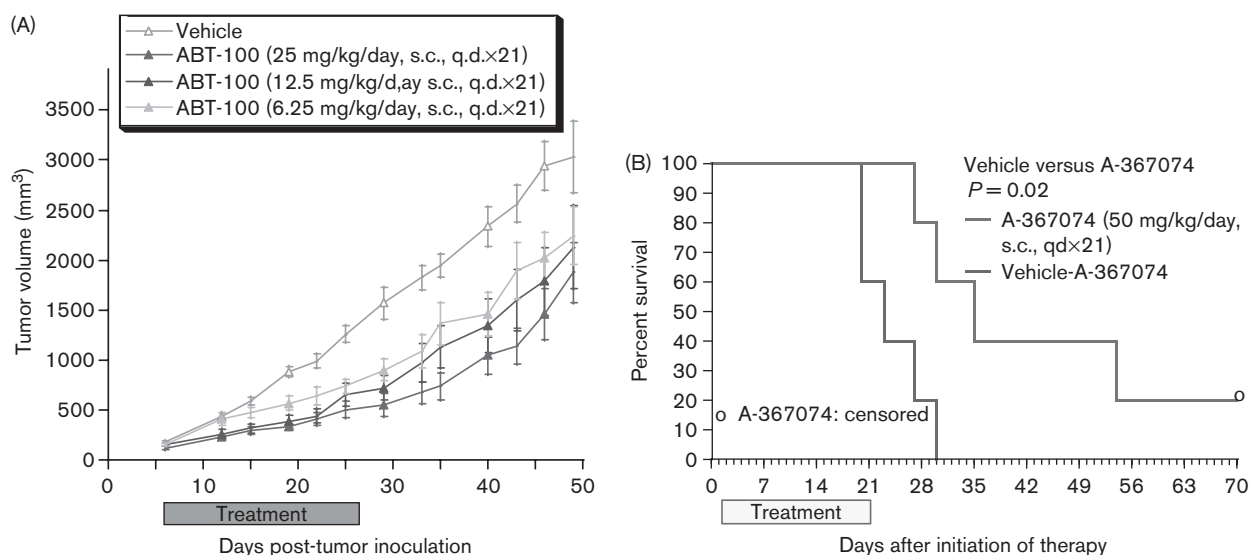 (A)
Vehicle
ABT-100 (25 mg/kg/day, s.c., q.d.×21)
ABT-100 (12.5 mg/kg/d,ay s.c., q.d.×21)
ABT-100 (6.25 mg/kg/day, s.c., q.d.×21)
Tumor volume (mm³)
3500
3000
2500
2000
1500
1000
500
0
0 10 20 30 40 50
Treatment
Days post-tumor inoculation
(B)
Vehicle versus A-367074
P = 0.02
A-367074 (50 mg/kg/day,
s.c., qd×21)
Vehicle-A-367074
Percent survival
100
90
80
70
60
50
40
30
20
10
0
o A-367074: censored
o
0 7 14 21 28 35 42 49 56 63 70
Treatment
Days after initiation of therapy